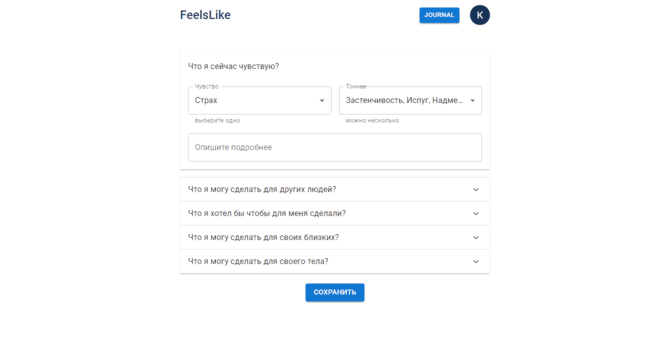 FeelsLike
JOURNAL
K
Что я сейчас чувствую?
Чувство
Точнее
Страх
Застенчивость, Испуг, Надме...
выберите одно
можно несколько
Опишите подробнее
Что я могу сделать для других людей?
Что я хотел бы чтобы для меня сделали?
Что я могу сделать для своих близких?
Что я могу сделать для своего тела?
СОХРАНИТЬ